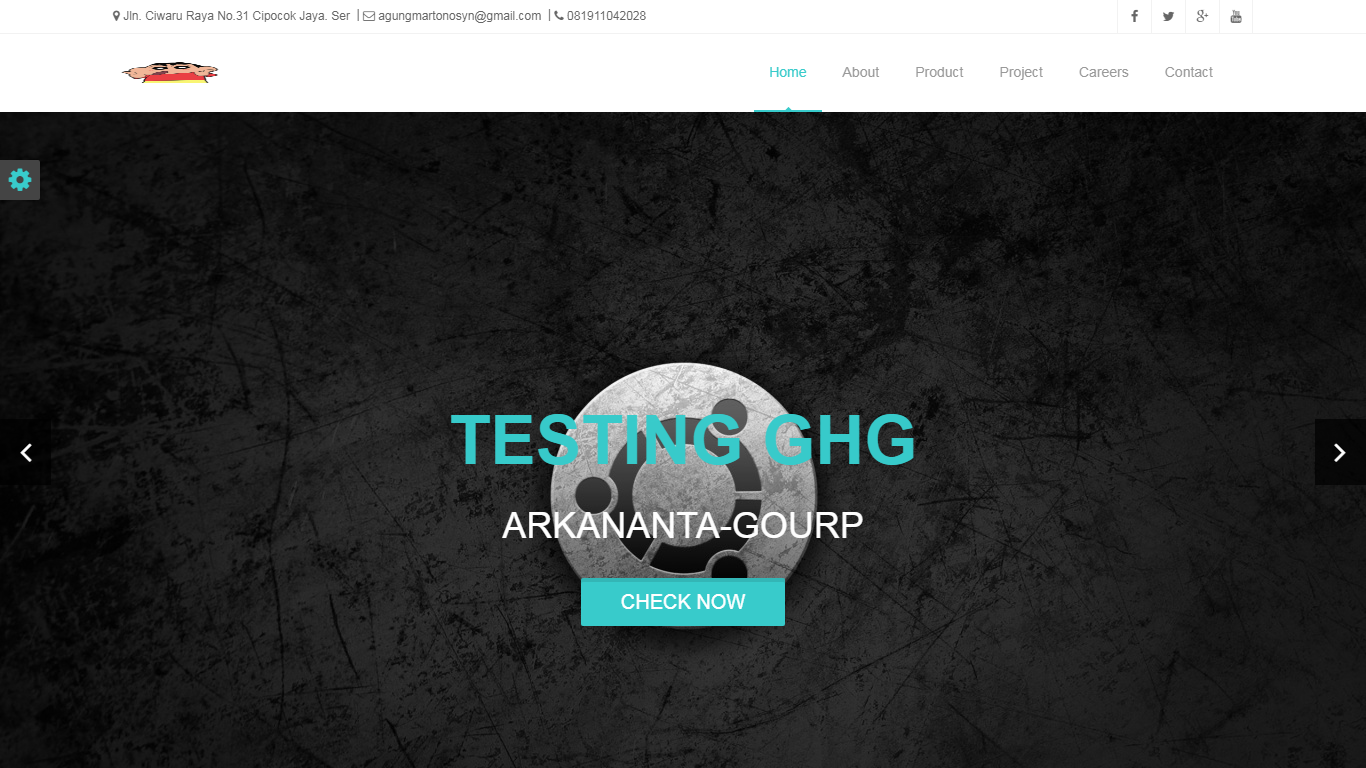 Jln. Ciwaru Raya No.31 Cipocok Jaya. Ser | agungmartonosyn@gmail.com | 081911042028
Home About Product Project Careers Contact
TESTING GHG
ARKANANTA-GOURP
CHECK NOW